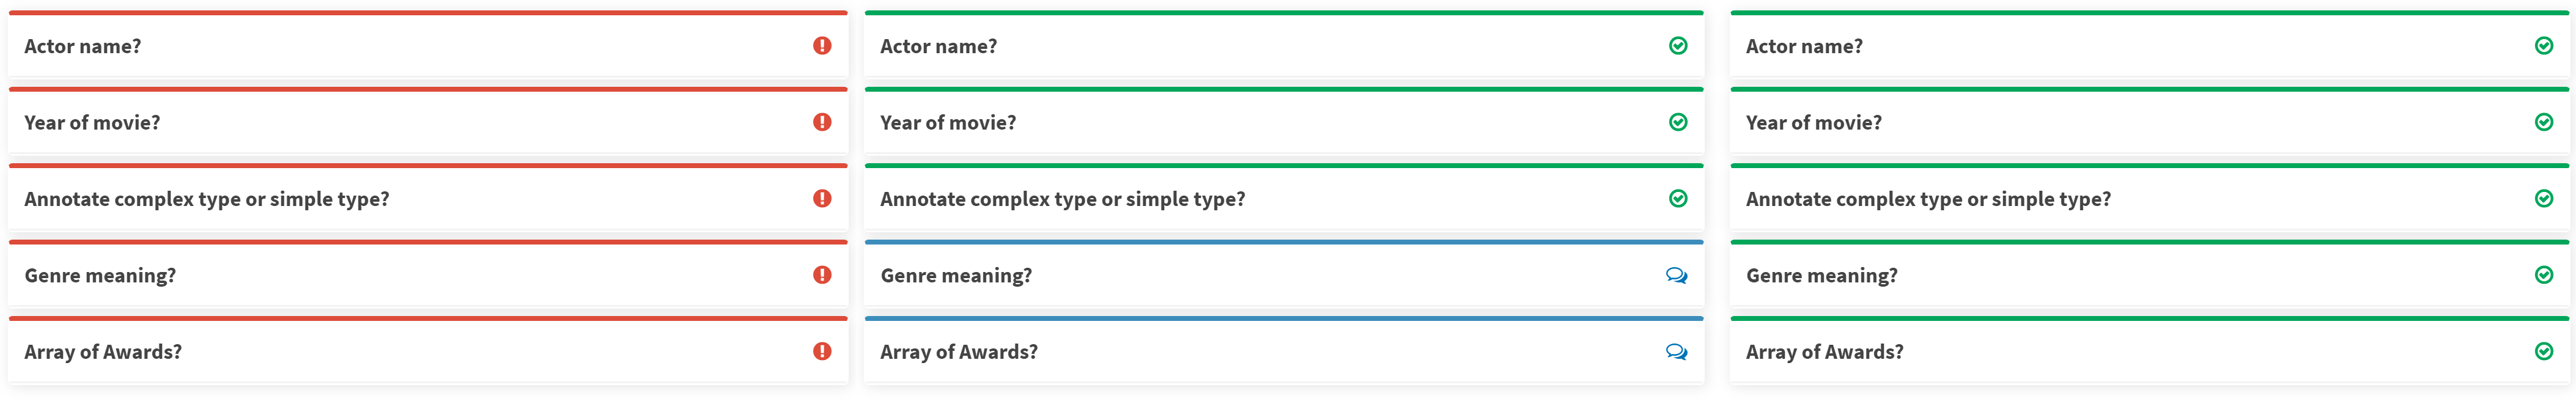 Actor name?
Year of movie?
Annotate complex type or simple type?
Genre meaning?
Array of Awards?
Actor name?
Year of movie?
Annotate complex type or simple type?
Genre meaning?
Array of Awards?
Actor name?
Year of movie?
Annotate complex type or simple type?
Genre meaning?
Array of Awards?